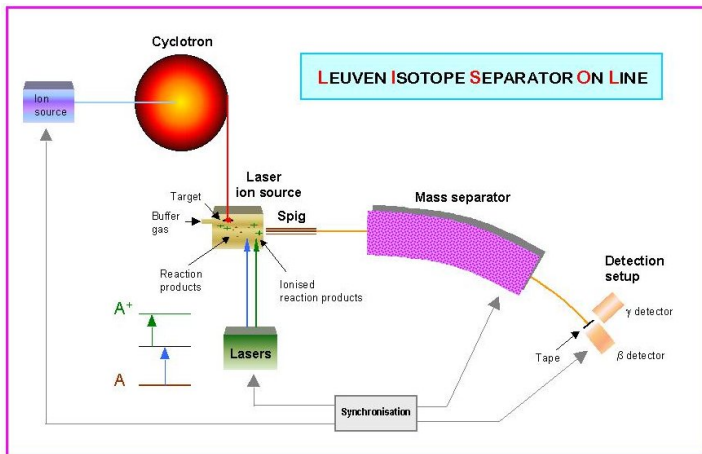 Cyclotron
LEUVEN ISOTOPE SEPARATOR ON LINE
Ion
source
Laser
ion source
Target
Spig
Mass separator
Buffer
gas
Reaction
products
Ionised
reaction products
Detection
setup
γ detector
A⁺
Lasers
Tape
β detector
A
Synchronisation